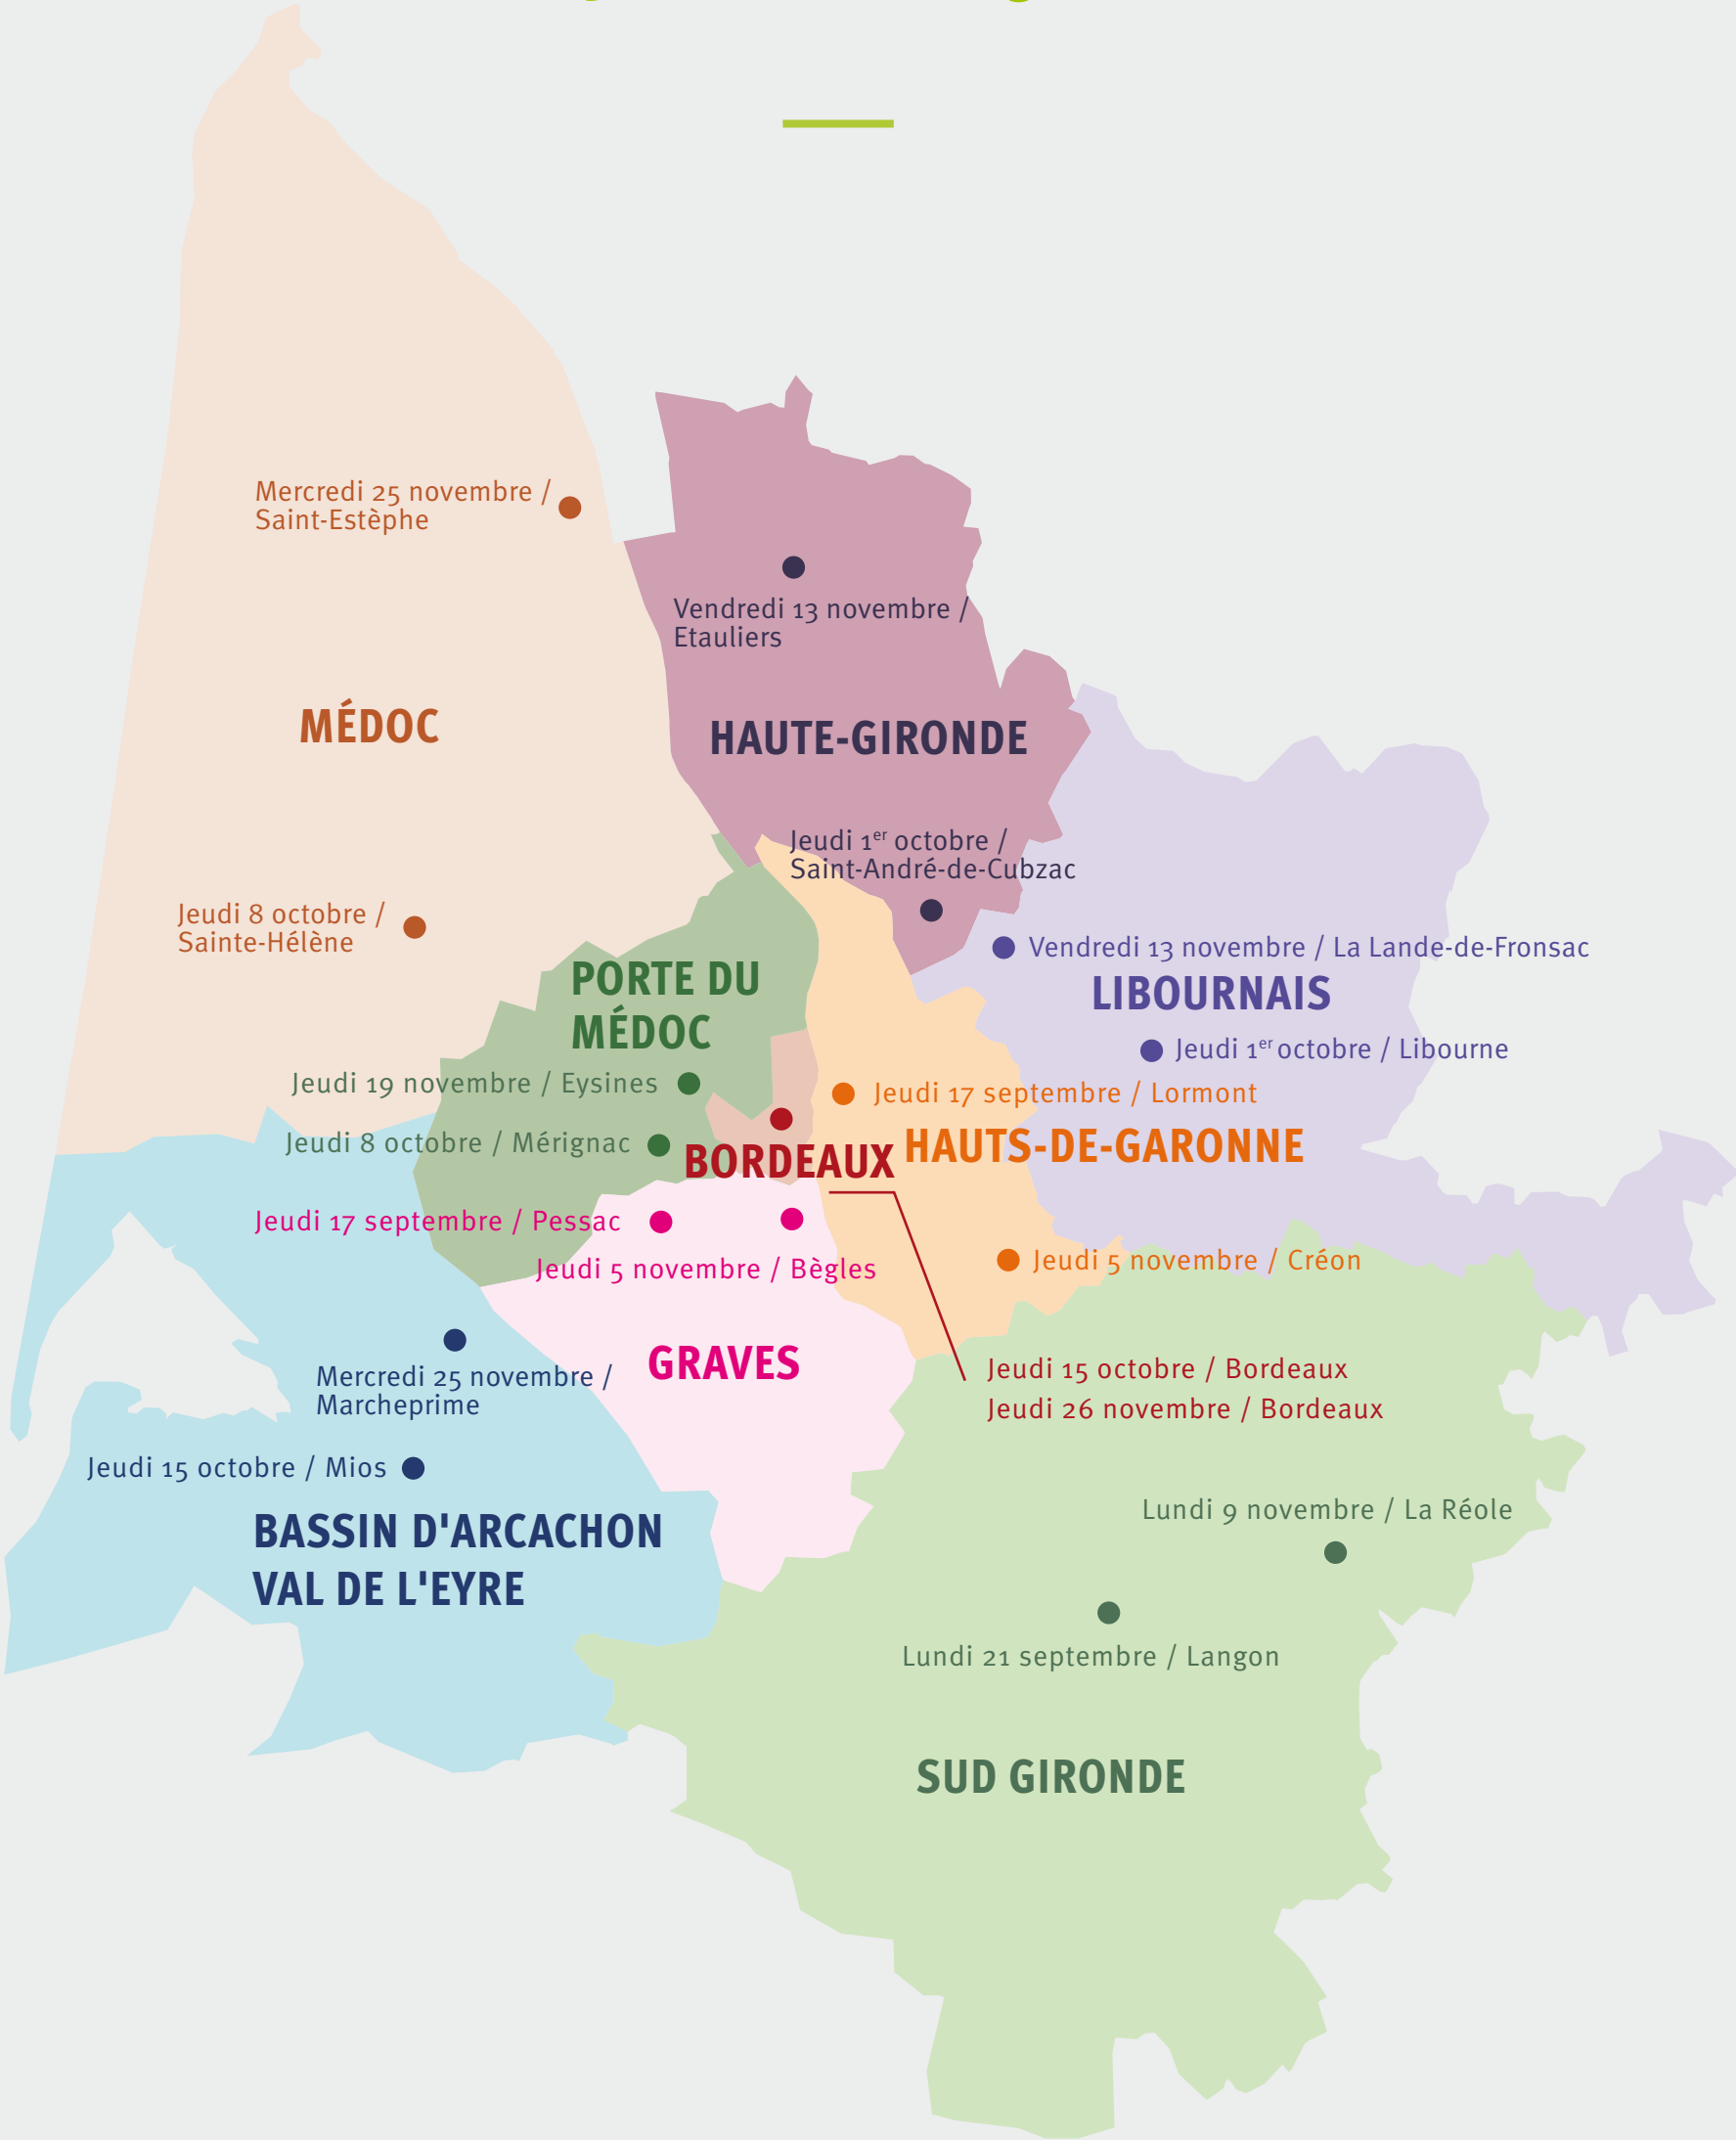 Mercredi 25 novembre /
Saint-Estèphe
Vendredi 13 novembre /
Etauliers
MÉDOC
HAUTE-GIRONDE
Jeudi 1er octobre /
Saint-André-de-Cubzac
Jeudi 8 octobre /
Sainte-Hélène
Vendredi 13 novembre / La Lande-de-Fronsac
LIBOURNAIS
PORTE DU
MÉDOC
Jeudi 1er octobre / Libourne
Jeudi 19 novembre / Eysines
Jeudi 17 septembre / Lormont
Jeudi 8 octobre / Mérignac
BORDEAUX
HAUTS-DE-GARONNE
Jeudi 17 septembre / Pessac
Jeudi 5 novembre / Bègles
Jeudi 5 novembre / Créon
GRAVES
Mercredi 25 novembre /
Marcheprime
Jeudi 15 octobre / Bordeaux
Jeudi 26 novembre / Bordeaux
Jeudi 15 octobre / Mios
BASSIN D'ARCACHON
VAL DE L'EYRE
Lundi 9 novembre / La Réole
Lundi 21 septembre / Langon
SUD GIRONDE